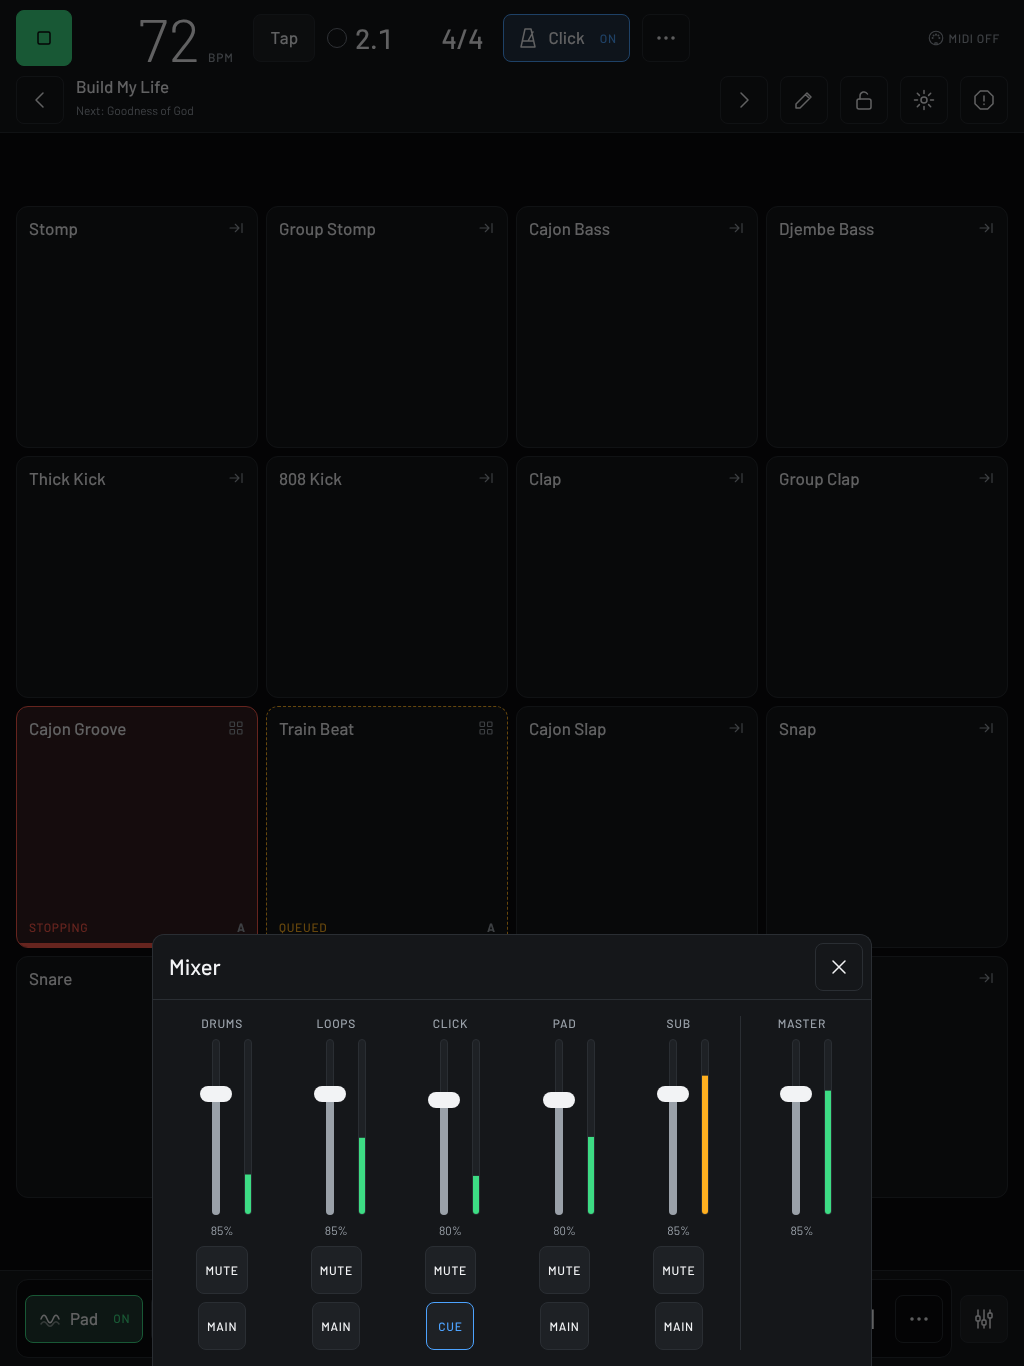 72 BPM Tap 2.1 4/4 Click ON ... MIDI OFF
Build My Life
Next: Goodness of God
Stomp Group Stomp Cajon Bass Djembe Bass
Thick Kick 808 Kick Clap Group Clap
Cajon Groove Train Beat Cajon Slap Snap
STOPPING A QUEUED A
Snare
Mixer
DRUMS LOOPS CLICK PAD SUB MASTER
85% 85% 80% 80% 85% 85%
MUTE MUTE MUTE MUTE MUTE
Pad ON ...
MAIN MAIN CUE MAIN MAIN